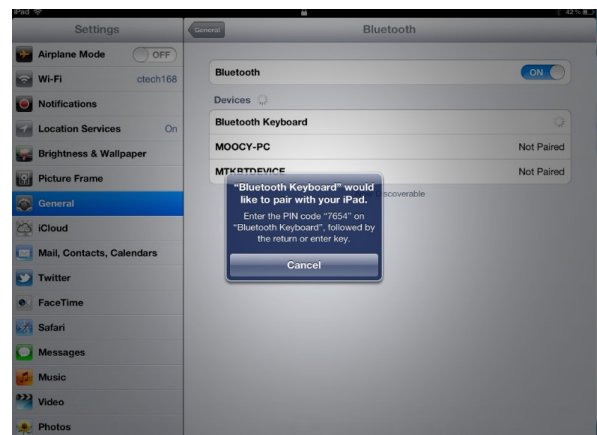 iPad
42%
Settings
General
Bluetooth
Airplane Mode OFF
Wi-Fi ctech168
Notifications
Location Services On
Brightness & Wallpaper
Picture Frame
General
iCloud
Mail, Contacts, Calendars
Twitter
FaceTime
Safari
Messages
Music
Video
Photos
Bluetooth ON
Devices
Bluetooth Keyboard
MOOCY-PC Not Paired
MTKBTDEVICE Not Paired
Discoverable
"Bluetooth Keyboard" would
like to pair with your iPad.
Enter the PIN code "7654" on
"Bluetooth Keyboard", followed by
the return or enter key.
Cancel